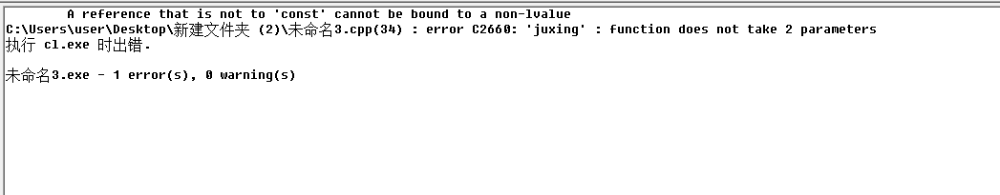 A reference that is not to 'const' cannot be bound to a non-lvalue
C:\Users\user\Desktop\新建文件夹 (2)\未命名3.cpp(34) : error C2660: 'juxing' : function does not take 2 parameters
执行 cl.exe 时出错.
未命名3.exe - 1 error(s), 0 warning(s)